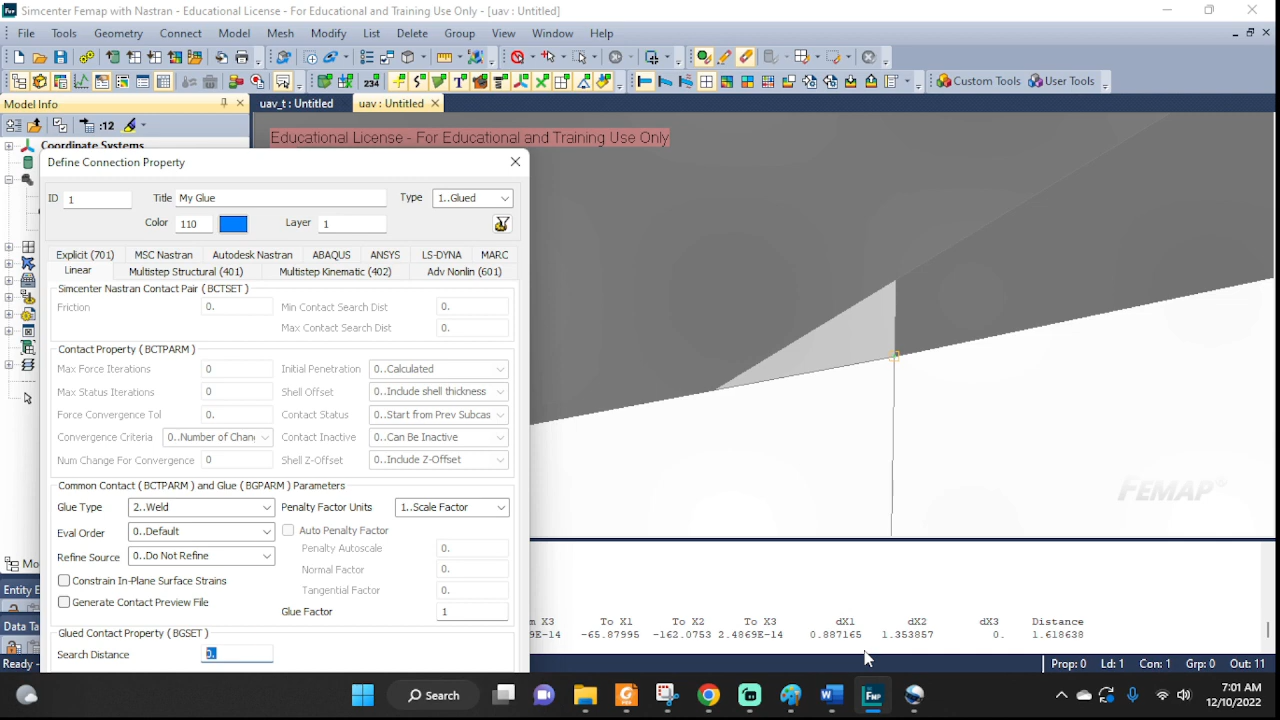 Simcenter Femap with Nastran - Educational License - For Educational and Training Use Only - [uav : Untitled]
File Tools Geometry Connect Model Mesh Modify List Delete Group View Window Help
234 Custom Tools User Tools
Model Info uav_t : Untitled uav : Untitled
:12
Educational License - For Educational and Training Use Only
Coordinate Systems
Define Connection Property
ID 1 Title My Glue Type 1..Glued
Color 110 Layer 1
Explicit (701) MSC Nastran Autodesk Nastran ABAQUS ANSYS LS-DYNA MARC
Linear Multistep Structural (401) Multistep Kinematic (402) Adv Nonlin (601)
Simcenter Nastran Contact Pair (BCTSET)
Friction 0. Min Contact Search Dist 0.
Max Contact Search Dist 0.
Contact Property (BCTPARM)
Max Force Iterations 0 Initial Penetration 0..Calculated
Max Status Iterations 0 Shell Offset 0..Include shell thickness
Force Convergence Tol 0. Contact Status 0..Start from Prev Subcas
Convergence Criteria 0..Number of Chan Contact Inactive 0..Can Be Inactive
Num Change For Convergence 0 Shell Z-Offset 0..Include Z-Offset
Common Contact (BCTPARM) and Glue (BGPARM) Parameters
Glue Type 2..Weld Penalty Factor Units 1..Scale Factor
Eval Order 0..Default Auto Penalty Factor
Refine Source 0..Do Not Refine Penalty Autoscale 0.
Normal Factor 0.
Constrain In-Plane Surface Strains
Tangential Factor 0.
Generate Contact Preview File
Glue Factor 1
Glued Contact Property (BGSET)
Search Distance 0.
FEMAP
Mo
Entity E
Data Ta
m X3 To X1 To X2 To X3 dX1 dX2 dX3 Distance
9E-14 -65.87995 -162.0753 2.4869E-14 0.887165 1.353857 0. 1.618638
Ready Prop: 0 Ld: 1 Con: 1 Grp: 0 Out: 11
Search
7:01 AM
12/10/2022